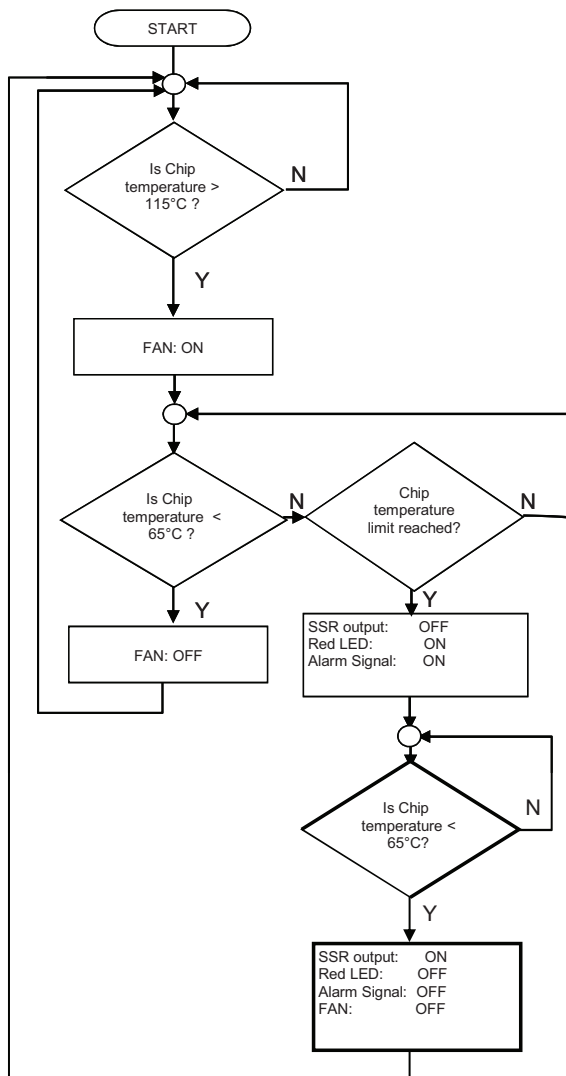 START
Is Chip
temperature >
115°C ?
N
Y
FAN: ON
Is Chip
temperature <
65°C ?
N
Chip
temperature
limit reached?
N
Y
Y
FAN: OFF
SSR output: OFF
Red LED: ON
Alarm Signal: ON
Is Chip
temperature <
65°C?
N
Y
SSR output: ON
Red LED: OFF
Alarm Signal: OFF
FAN: OFF